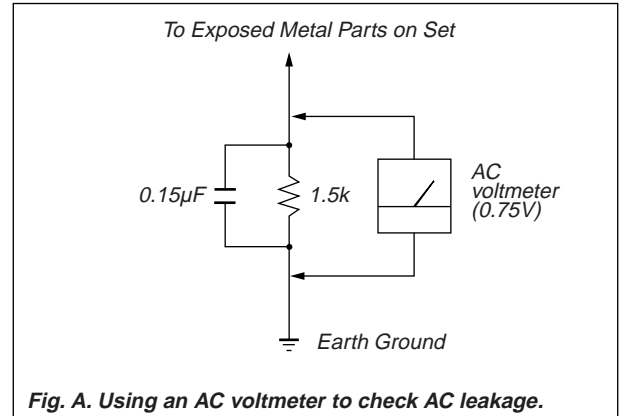 To Exposed Metal Parts on Set
0.15µF
1.5k
AC
voltmeter
(0.75V)
Earth Ground
Fig. A. Using an AC voltmeter to check AC leakage.